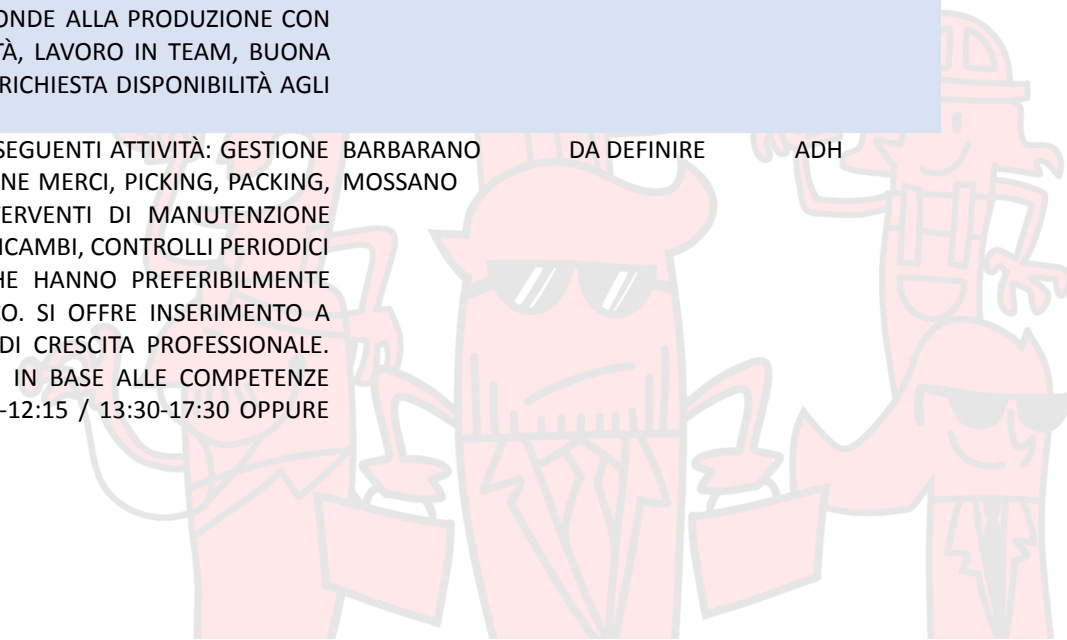 ONDE ALLA PRODUZIONE CON
TÀ, LAVORO IN TEAM, BUONA
RICHIESTA DISPONIBILITÀ AGLI
SEGUENTI ATTIVITÀ: GESTIONE BARBARANO DA DEFINIRE ADH
NE MERCI, PICKING, PACKING, MOSSANO
TERVENTI DI MANUTENZIONE
ICAMBI, CONTROLLI PERIODICI
HE HANNO PREFERIBILMENTE
CO. SI OFFRE INSERIMENTO A
DI CRESCITA PROFESSIONALE.
IN BASE ALLE COMPETENZE
-12:15 / 13:30-17:30 OPPURE